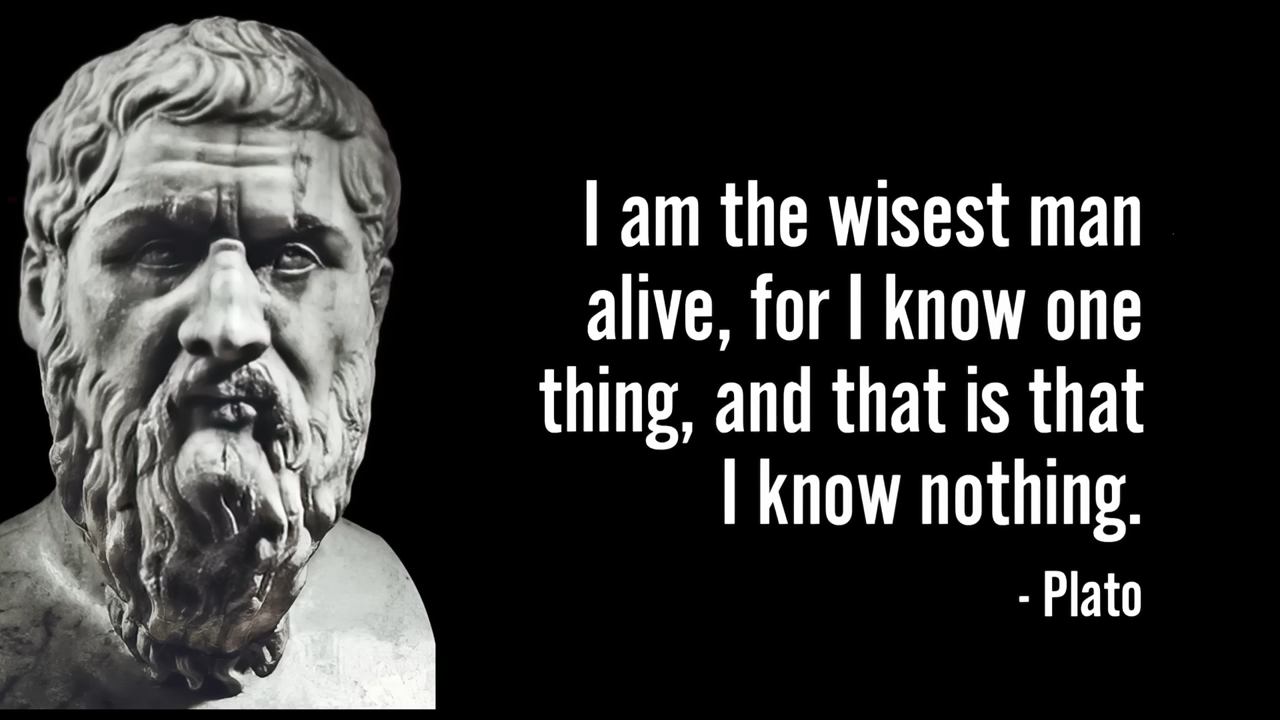 I am the wisest man
alive, for I know one
thing, and that is that
I know nothing.
- Plato